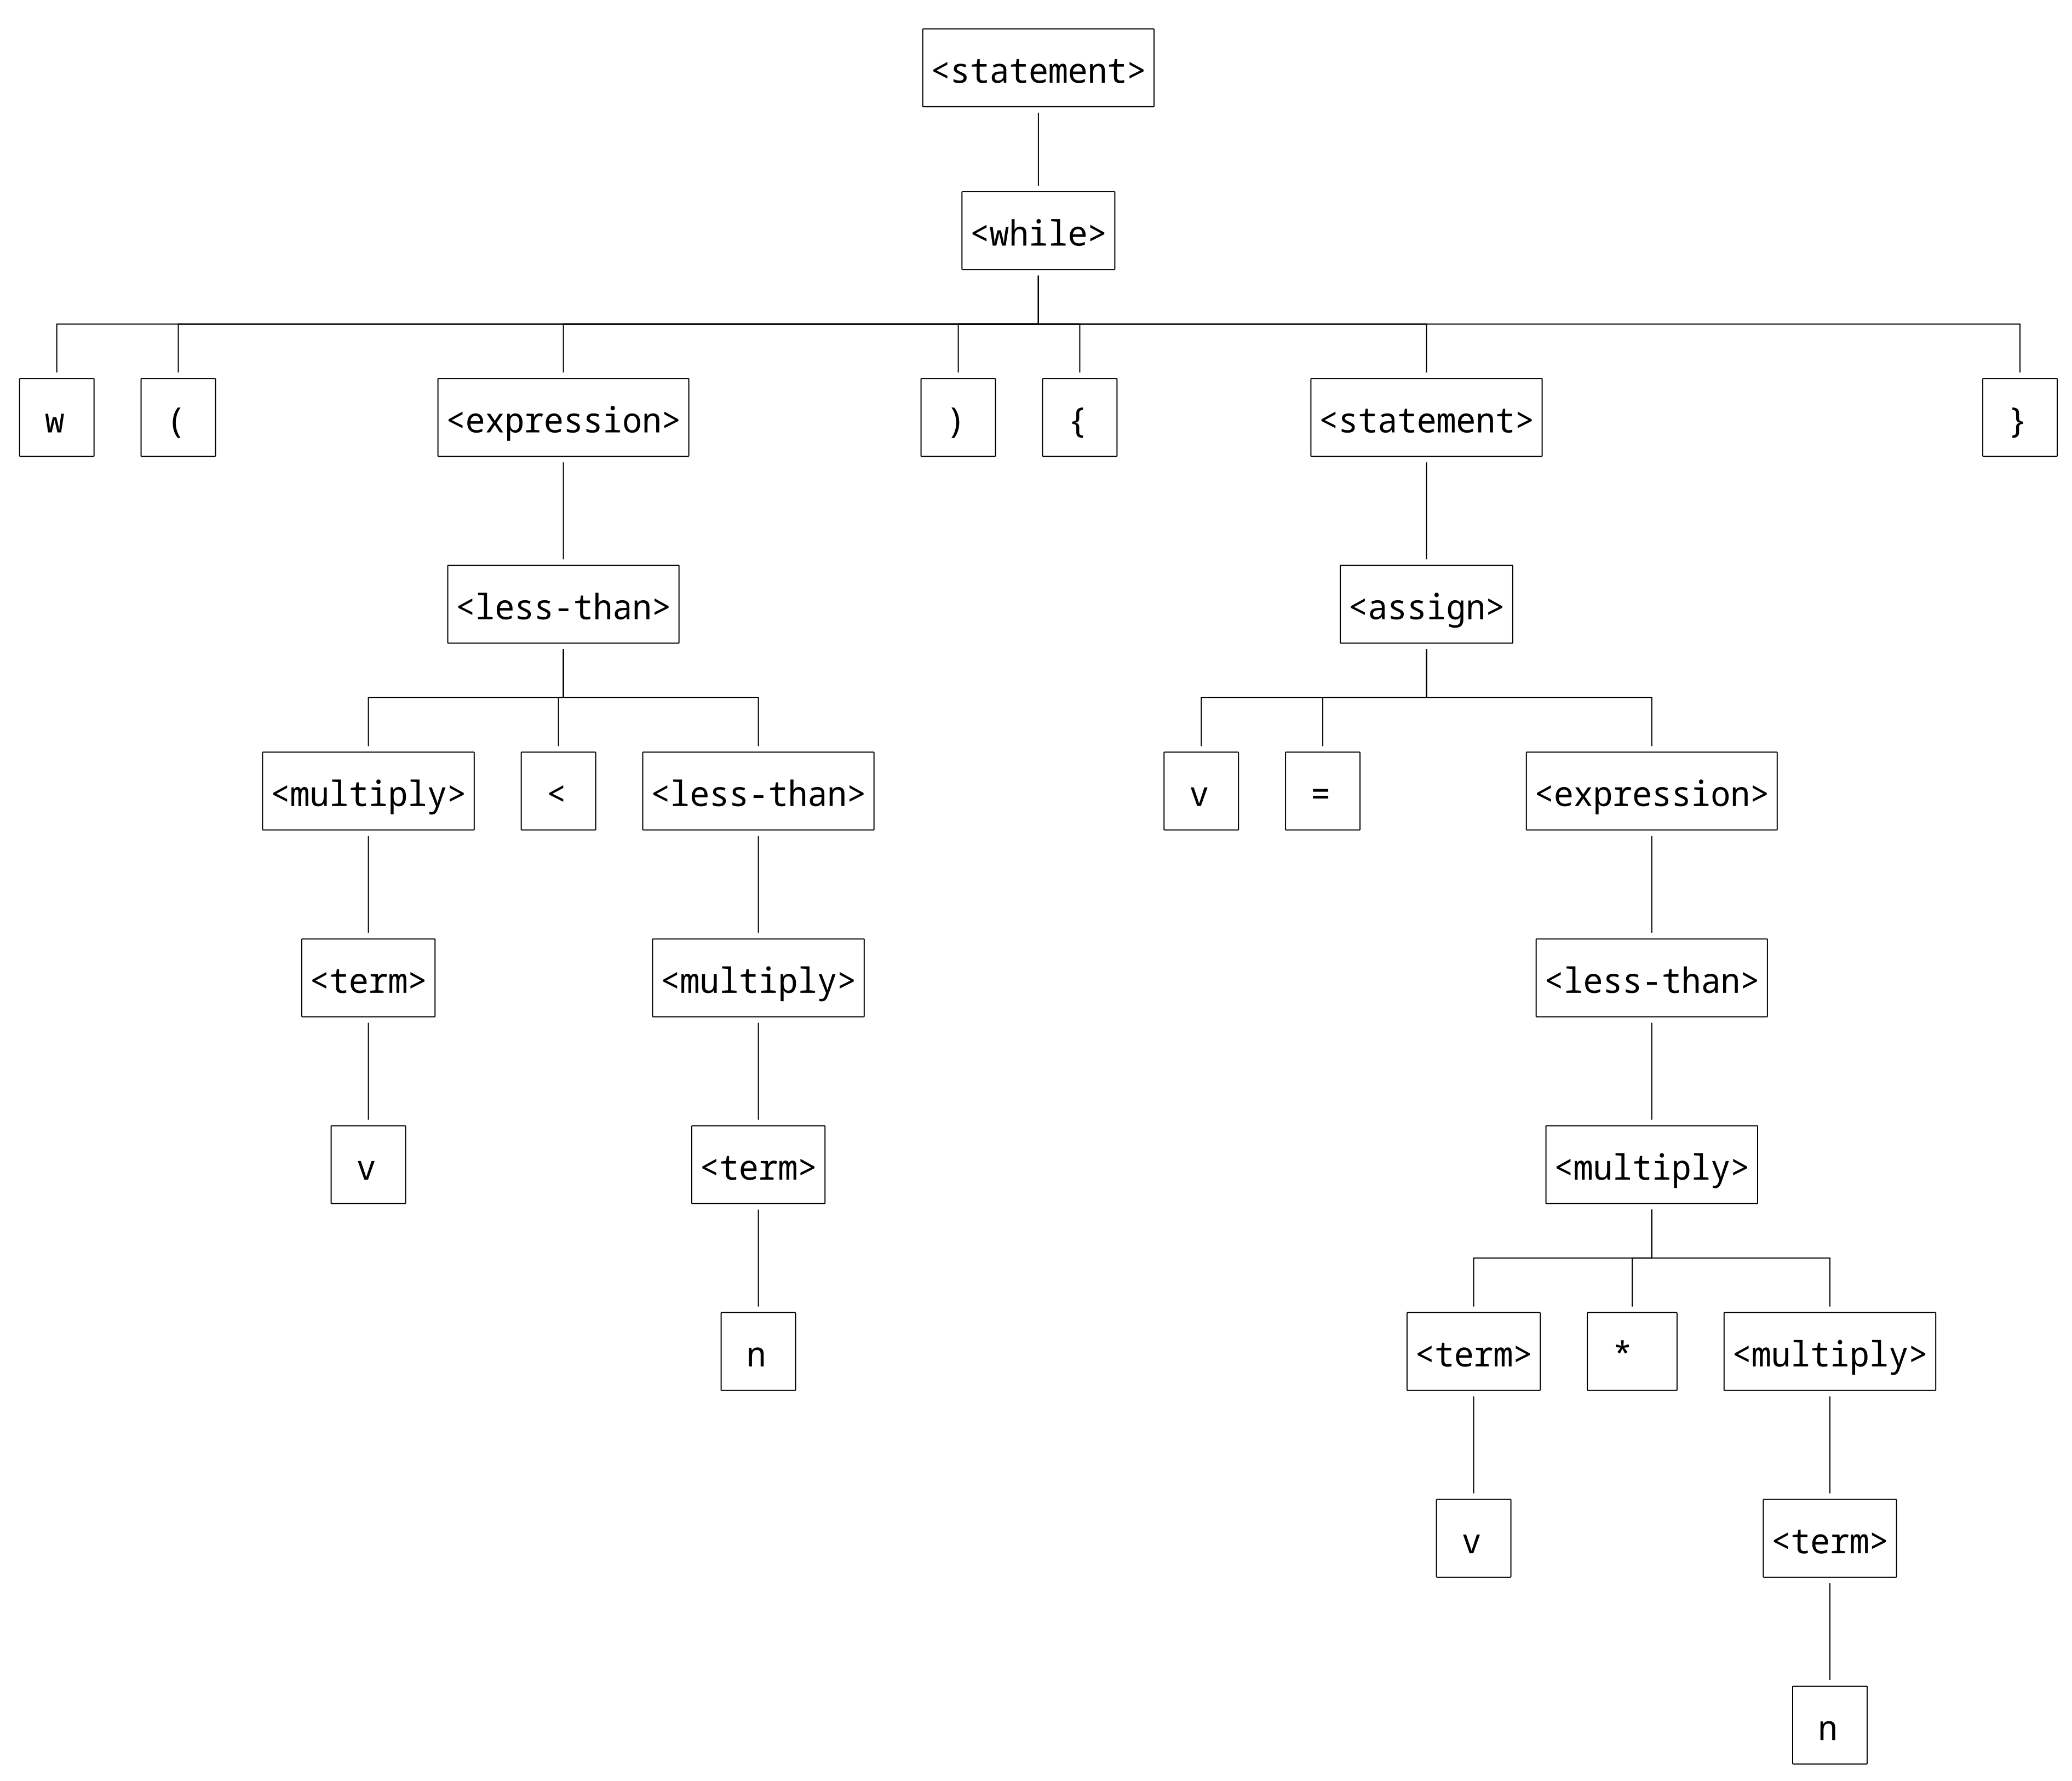 <statement>
<while>
w ( <expression> ) { <statement> }
<less-than> <assign>
<multiply> < <less-than> v = <expression>
<term> <multiply> <less-than>
v <term> <multiply>
n <term> * <multiply>
v <term>
n